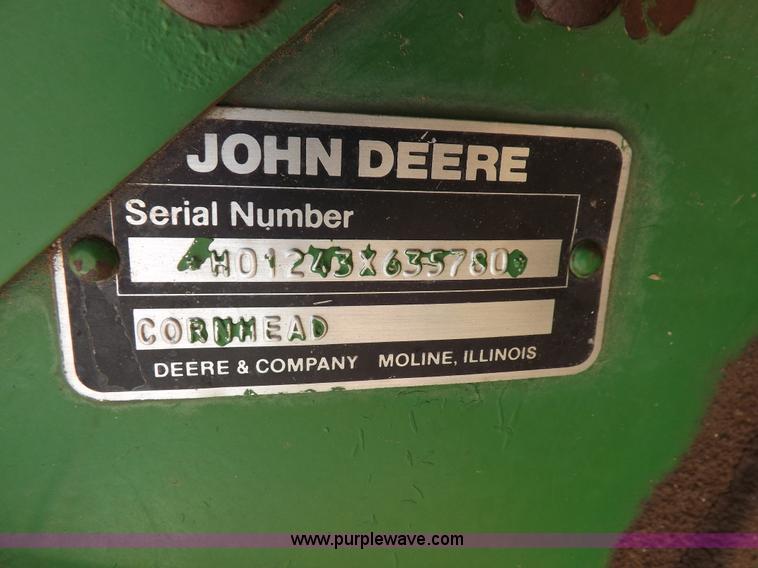 JOHN DEERE
Serial Number
H01243X635780
CORNHEAD
DEERE & COMPANY MOLINE, ILLINOIS
www.purplewave.com